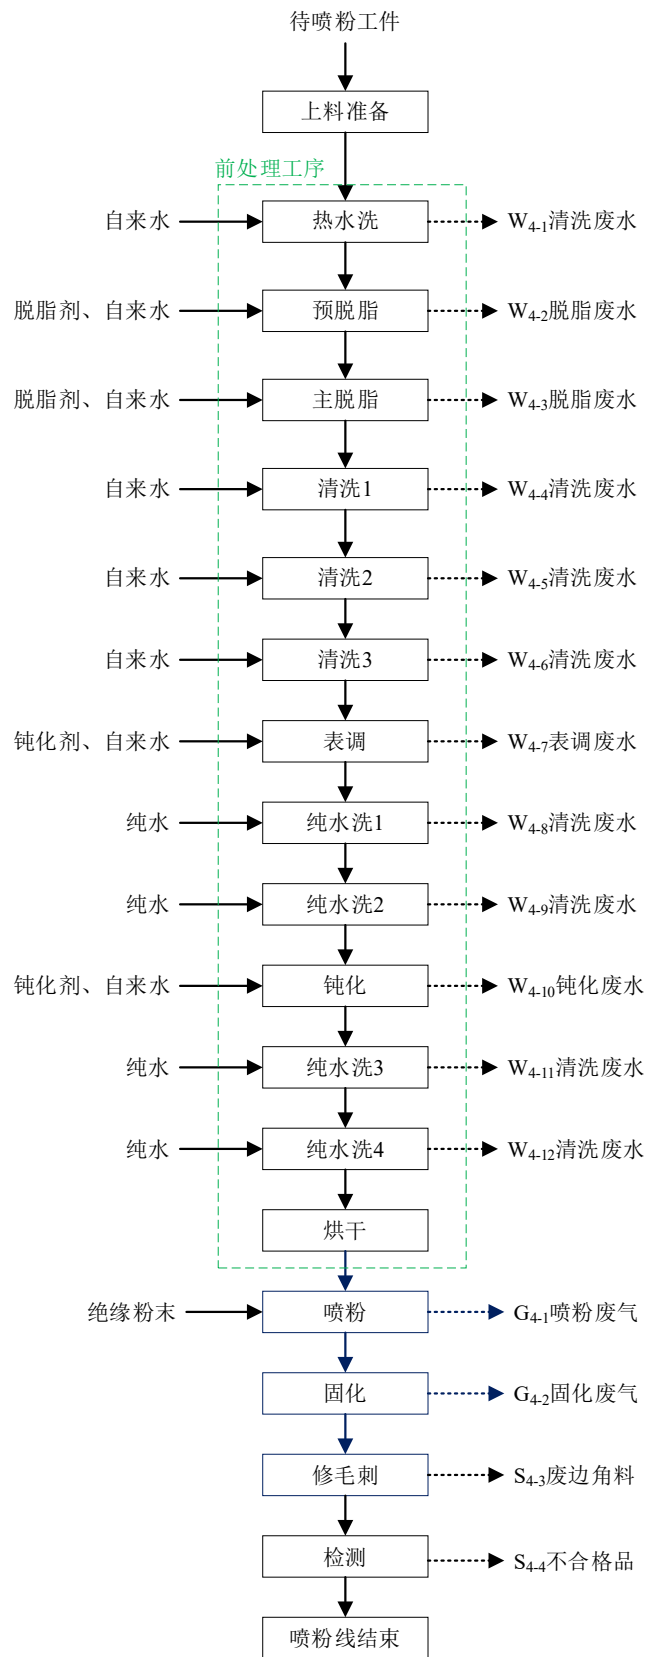 待喷粉工件
上料准备
前处理工序
自来水 热水洗 W4-1清洗废水
脱脂剂、自来水 预脱脂 W4-2脱脂废水
脱脂剂、自来水 主脱脂 W4-3脱脂废水
自来水 清洗1 W4-4清洗废水
自来水 清洗2 W4-5清洗废水
自来水 清洗3 W4-6清洗废水
钝化剂、自来水 表调 W4-7表调废水
纯水 纯水洗1 W4-8清洗废水
纯水 纯水洗2 W4-9清洗废水
钝化剂、自来水 钝化 W4-10钝化废水
纯水 纯水洗3 W4-11清洗废水
纯水 纯水洗4 W4-12清洗废水
烘干
绝缘粉末 喷粉 G4-1喷粉废气
固化 G4-2固化废气
修毛刺 S4-3废边角料
检测 S4-4不合格品
喷粉线结束